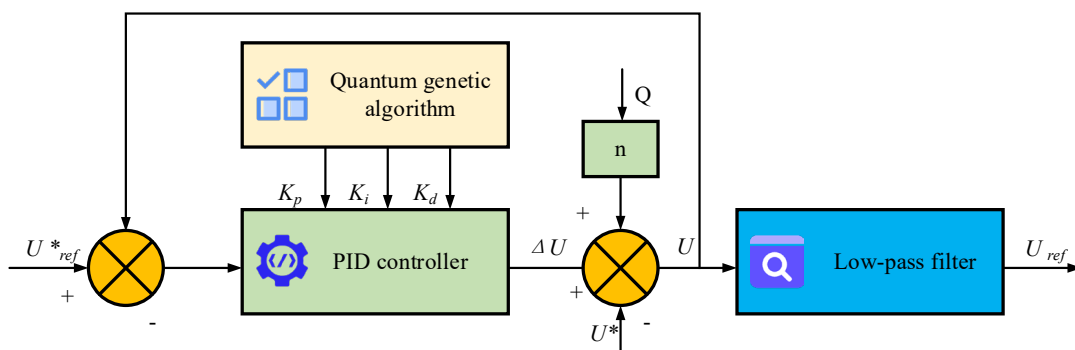 Quantum genetic
algorithm
Q
n
K_p K_i K_d
+
U*_ref
PID controller
ΔU
U
Low-pass filter
U_ref
+
+
-
U*
-